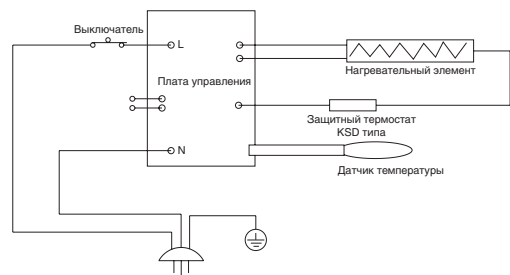 Выключатель
L
Нагревательный элемент
Плата управления
Защитный термостат
KSD типа
N
Датчик температуры